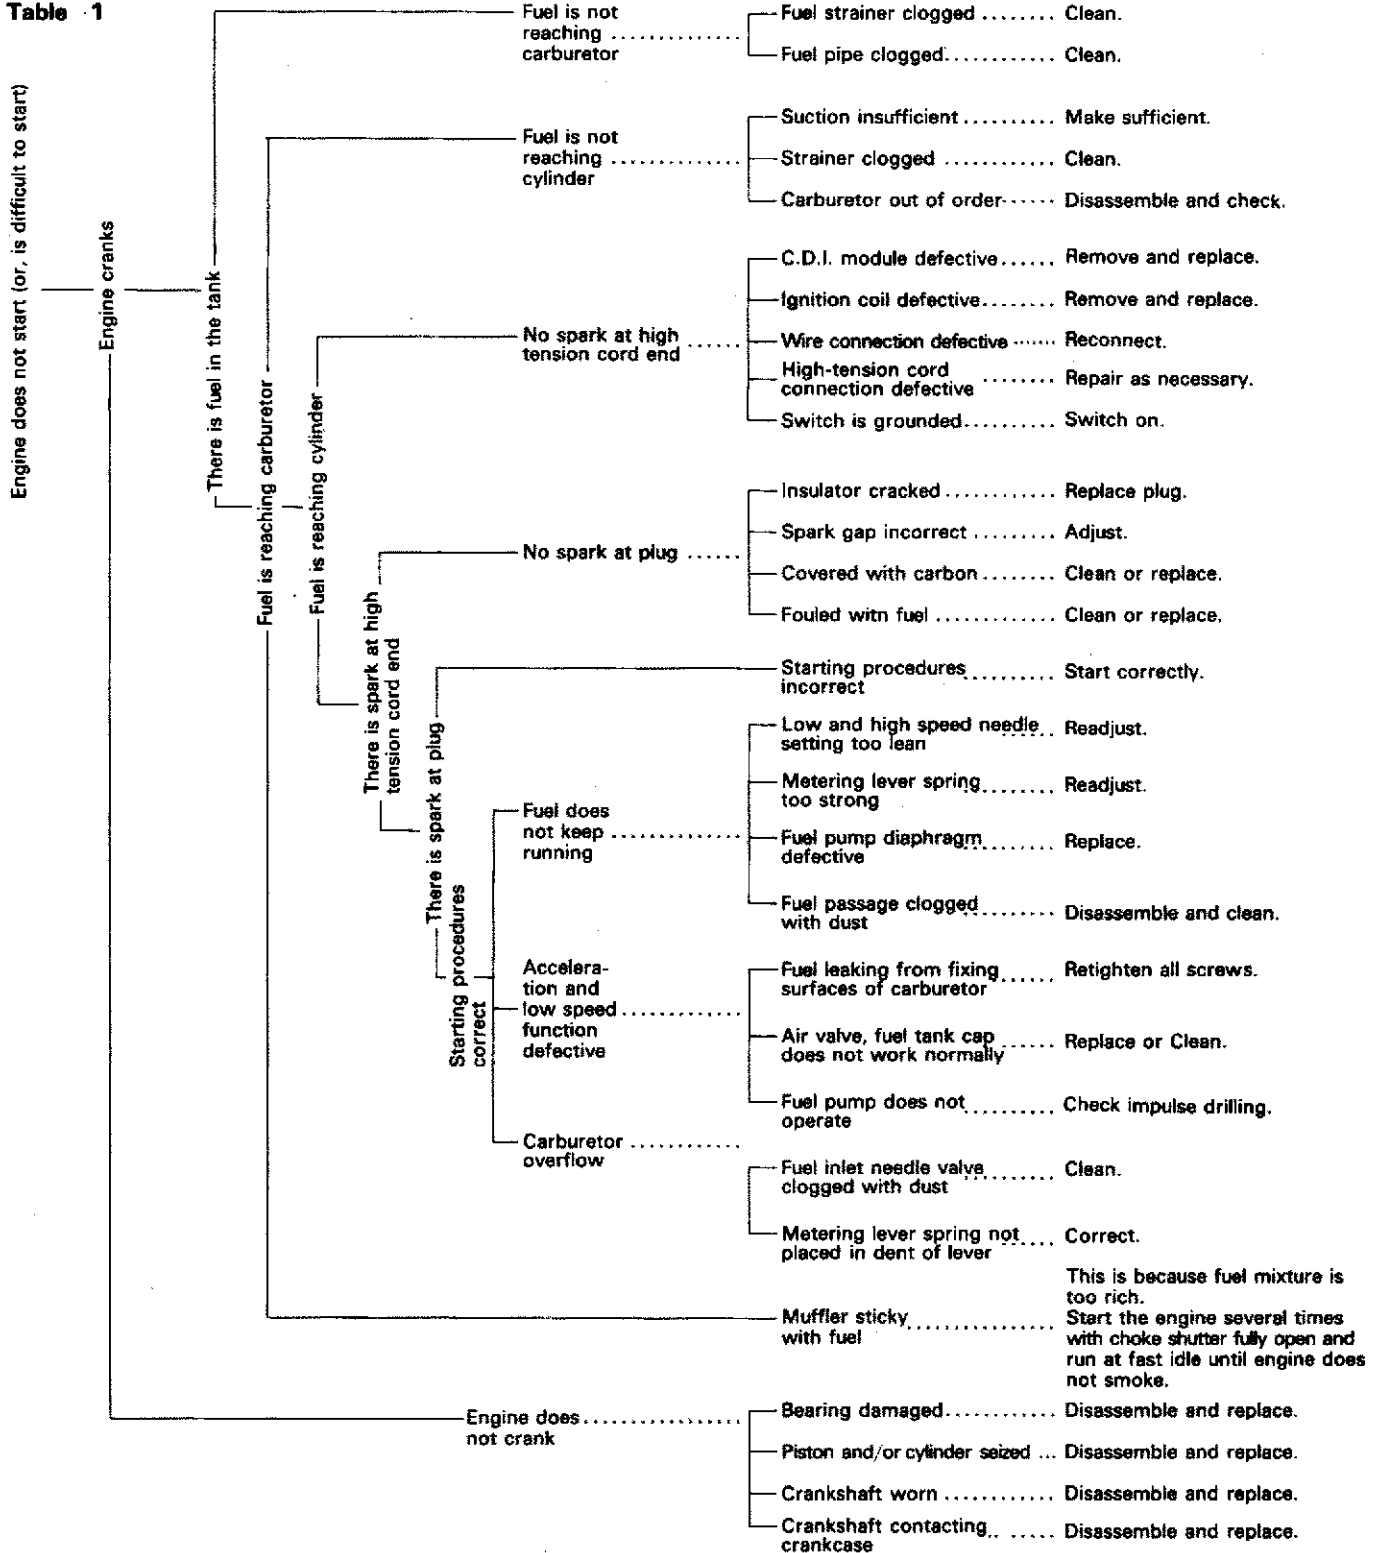 Table 1
Engine does not start (or, is difficult to start)
Engine cranks
There is fuel in the tank
Fuel is reaching carburetor
Fuel is reaching cylinder
There is spark at high
tension cord end
There is spark at plug
Starting procedures
correct
Fuel is not
reaching ..............
carburetor
Fuel strainer clogged ........ Clean.
Fuel pipe clogged............ Clean.
Fuel is not
reaching ..............
cylinder
Suction insufficient .......... Make sufficient.
Strainer clogged ............ Clean.
Carburetor out of order...... Disassemble and check.
No spark at high
tension cord end ......
C.D.I. module defective...... Remove and replace.
Ignition coil defective........ Remove and replace.
Wire connection defective ...... Reconnect.
High-tension cord
connection defective ........ Repair as necessary.
Switch is grounded.......... Switch on.
No spark at plug ......
Insulator cracked ............ Replace plug.
Spark gap incorrect ......... Adjust.
Covered with carbon ........ Clean or replace.
Fouled witn fuel ............. Clean or replace.
Starting procedures
incorrect .......... Start correctly.
Fuel does
not keep ..............
running
Low and high speed needle
setting too lean ...... Readjust.
Metering lever spring
too strong ........ Readjust.
Fuel pump diaphragm
defective .......... Replace.
Fuel passage clogged
with dust .......... Disassemble and clean.
Accelera-
tion and
low speed .............
function
defective
Fuel leaking from fixing
surfaces of carburetor ...... Retighten all screws.
Air valve, fuel tank cap
does not work normally ...... Replace or Clean.
Fuel pump does not
operate .......... Check impulse drilling.
Carburetor ............
overflow
Fuel inlet needle valve
clogged with dust .......... Clean.
Metering lever spring not
placed in dent of lever ...... Correct.
Muffler sticky
with fuel ................
This is because fuel mixture is
too rich.
Start the engine several times
with choke shutter fully open and
run at fast idle until engine does
not smoke.
Engine does.................
not crank
Bearing damaged............ Disassemble and replace.
Piston and/or cylinder seized ... Disassemble and replace.
Crankshaft worn ............ Disassemble and replace.
Crankshaft contacting
crankcase .. ..... Disassemble and replace.